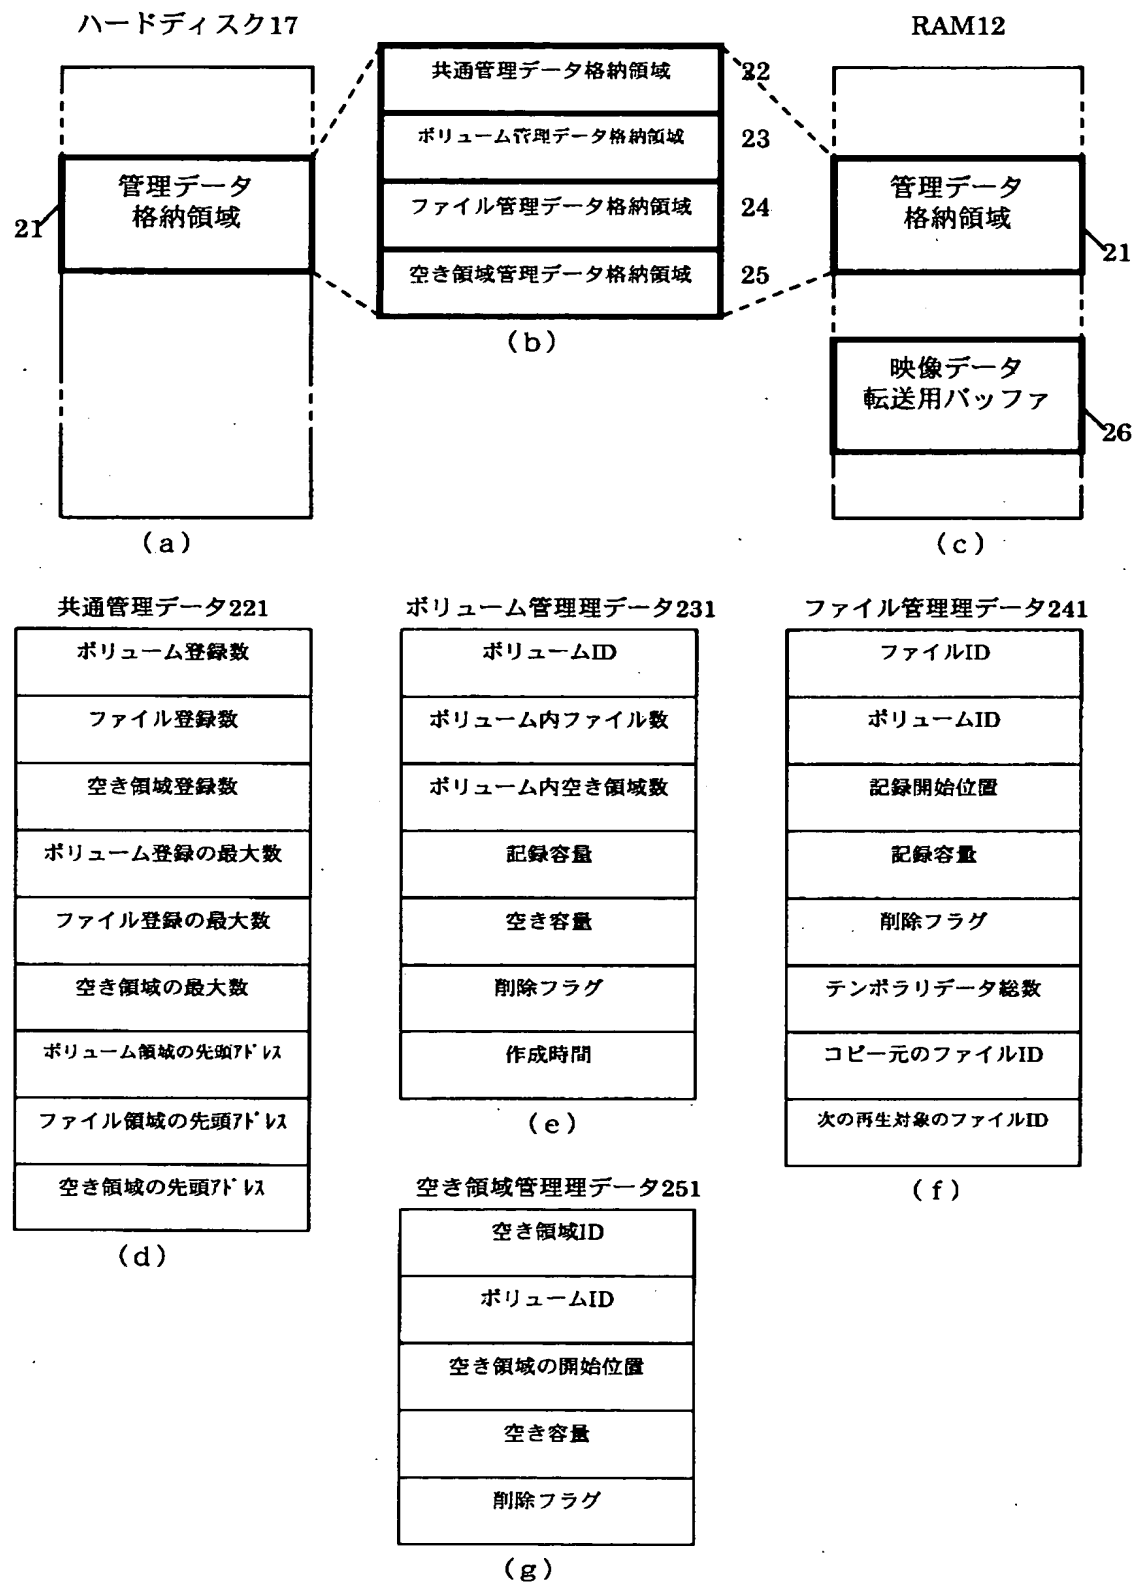 ハードディスク17
管理データ
格納領域
21
(a)
共通管理データ格納領域
22
ボリューム管理データ格納領域
23
ファイル管理データ格納領域
24
空き領域管理データ格納領域
25
(b)
RAM12
管理データ
格納領域
21
映像データ
転送用バッファ
26
(c)
共通管理データ221
ボリューム登録数
ファイル登録数
空き領域登録数
ボリューム登録の最大数
ファイル登録の最大数
空き領域の最大数
ボリューム領域の先頭ｱﾄﾞﾚｽ
ファイル領域の先頭ｱﾄﾞﾚｽ
空き領域の先頭ｱﾄﾞﾚｽ
(d)
ボリューム管理理データ231
ボリュームID
ボリューム内ファイル数
ボリューム内空き領域数
記録容量
空き容量
削除フラグ
作成時間
(e)
ファイル管理理データ241
ファイルID
ボリュームID
記録開始位置
記録容量
削除フラグ
テンポラリデータ総数
コピー元のファイルID
次の再生対象のファイルID
(f)
空き領域管理理データ251
空き領域ID
ボリュームID
空き領域の開始位置
空き容量
削除フラグ
(g)